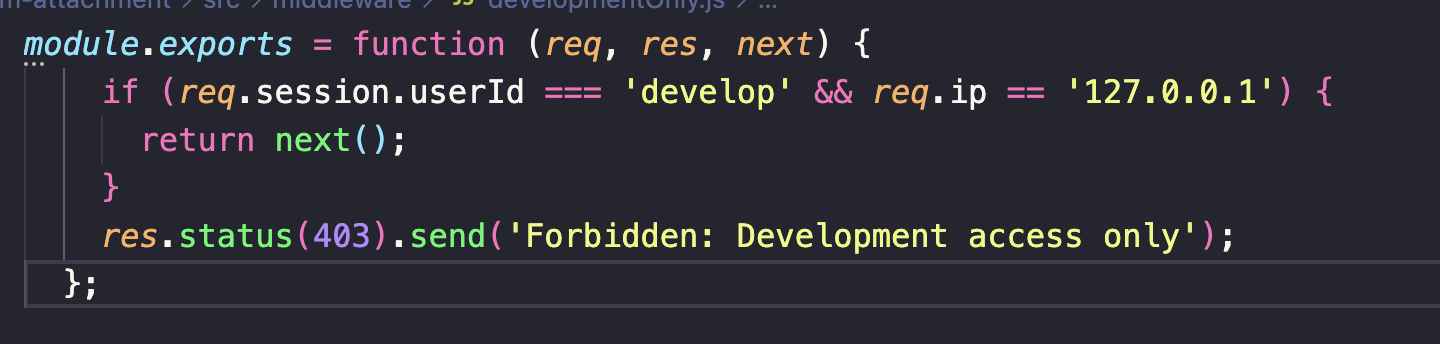 m-attachment > src > middleware > JS developmentOnly.js > ...
module.exports = function (req, res, next) {
if (req.session.userId === 'develop' && req.ip == '127.0.0.1') {
return next();
}
res.status(403).send('Forbidden: Development access only');
};